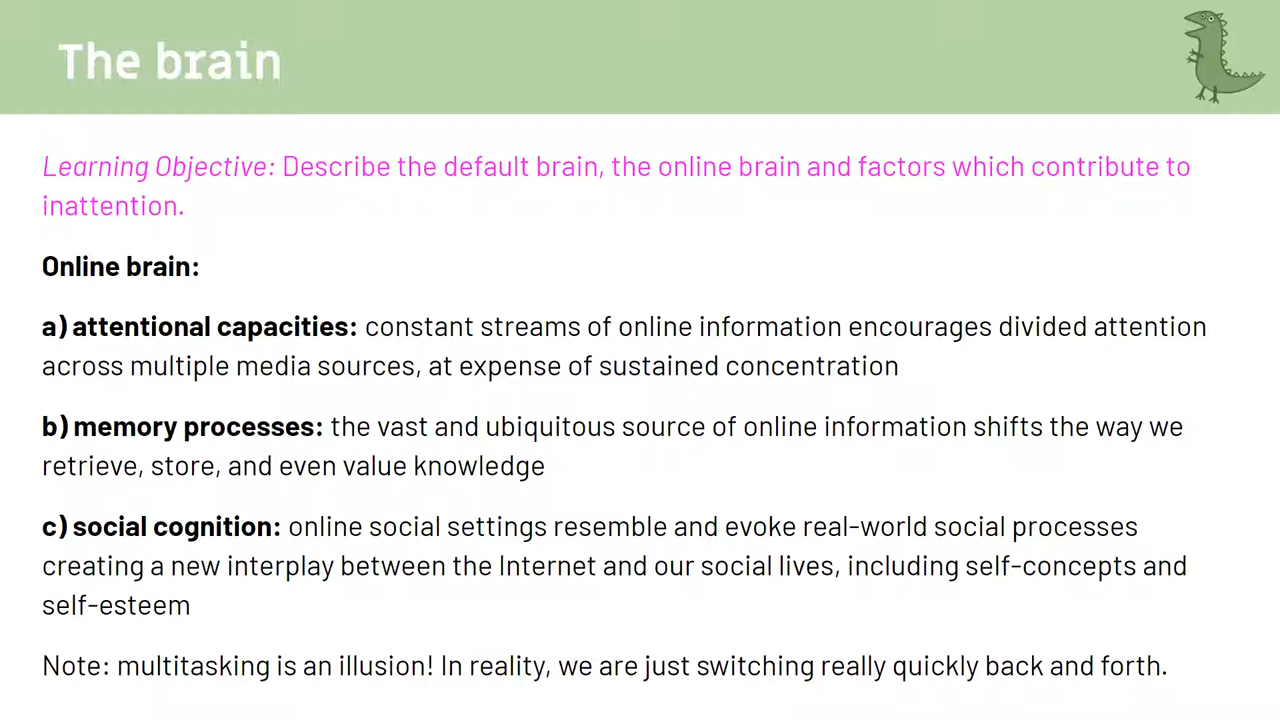 The brain
Learning Objective: Describe the default brain, the online brain and factors which contribute to
inattention.
Online brain:
a) attentional capacities: constant streams of online information encourages divided attention
across multiple media sources, at expense of sustained concentration
b) memory processes: the vast and ubiquitous source of online information shifts the way we
retrieve, store, and even value knowledge
c) social cognition: online social settings resemble and evoke real-world social processes
creating a new interplay between the Internet and our social lives, including self-concepts and
self-esteem
Note: multitasking is an illusion! In reality, we are just switching really quickly back and forth.